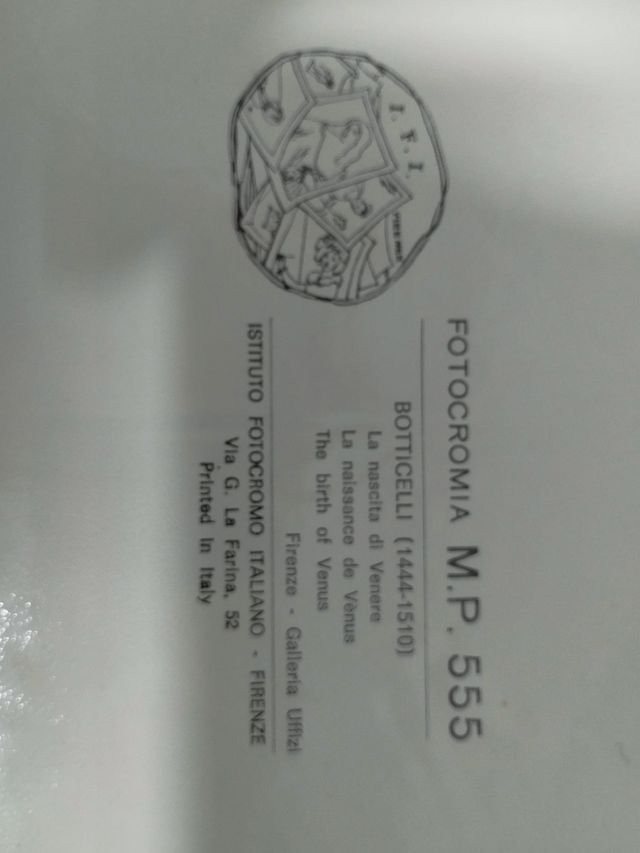 I. F. I.
FOTOCROMIA M.P. 555
BOTTICELLI (1444-1510)
La nascita di Venere
La naissance de Vènus
The birth of Venus
Firenze - Galleria Uffizi
ISTITUTO FOTOCROMO ITALIANO - FIRENZE
Via G. La Farina, 52
Printed in Italy